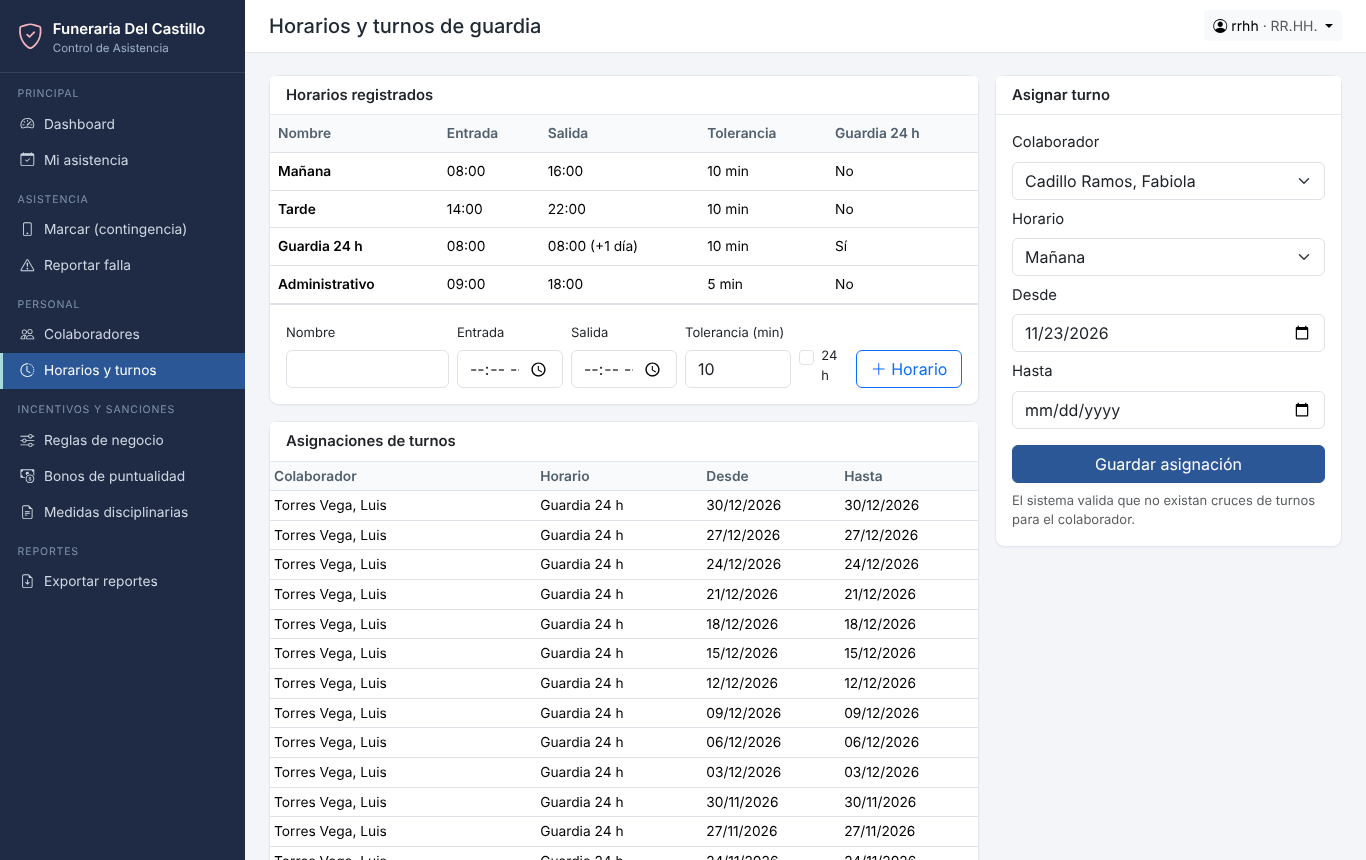 Funeraria Del Castillo
Control de Asistencia
PRINCIPAL
Dashboard
Mi asistencia
ASISTENCIA
Marcar (contingencia)
Reportar falla
PERSONAL
Colaboradores
Horarios y turnos
INCENTIVOS Y SANCIONES
Reglas de negocio
Bonos de puntualidad
Medidas disciplinarias
REPORTES
Exportar reportes
Horarios y turnos de guardia
rrhh · RR.HH.
Horarios registrados
Nombre Entrada Salida Tolerancia Guardia 24 h
Mañana 08:00 16:00 10 min No
Tarde 14:00 22:00 10 min No
Guardia 24 h 08:00 08:00 (+1 día) 10 min Sí
Administrativo 09:00 18:00 5 min No
Nombre Entrada Salida Tolerancia (min)
--:-- - --:-- - 10 24 h + Horario
Asignaciones de turnos
Colaborador Horario Desde Hasta
Torres Vega, Luis Guardia 24 h 30/12/2026 30/12/2026
Torres Vega, Luis Guardia 24 h 27/12/2026 27/12/2026
Torres Vega, Luis Guardia 24 h 24/12/2026 24/12/2026
Torres Vega, Luis Guardia 24 h 21/12/2026 21/12/2026
Torres Vega, Luis Guardia 24 h 18/12/2026 18/12/2026
Torres Vega, Luis Guardia 24 h 15/12/2026 15/12/2026
Torres Vega, Luis Guardia 24 h 12/12/2026 12/12/2026
Torres Vega, Luis Guardia 24 h 09/12/2026 09/12/2026
Torres Vega, Luis Guardia 24 h 06/12/2026 06/12/2026
Torres Vega, Luis Guardia 24 h 03/12/2026 03/12/2026
Torres Vega, Luis Guardia 24 h 30/11/2026 30/11/2026
Torres Vega, Luis Guardia 24 h 27/11/2026 27/11/2026
Torres Vega, Luis Guardia 24 h 24/11/2026 24/11/2026
Asignar turno
Colaborador
Cadillo Ramos, Fabiola
Horario
Mañana
Desde
11/23/2026
Hasta
mm/dd/yyyy
Guardar asignación
El sistema valida que no existan cruces de turnos
para el colaborador.